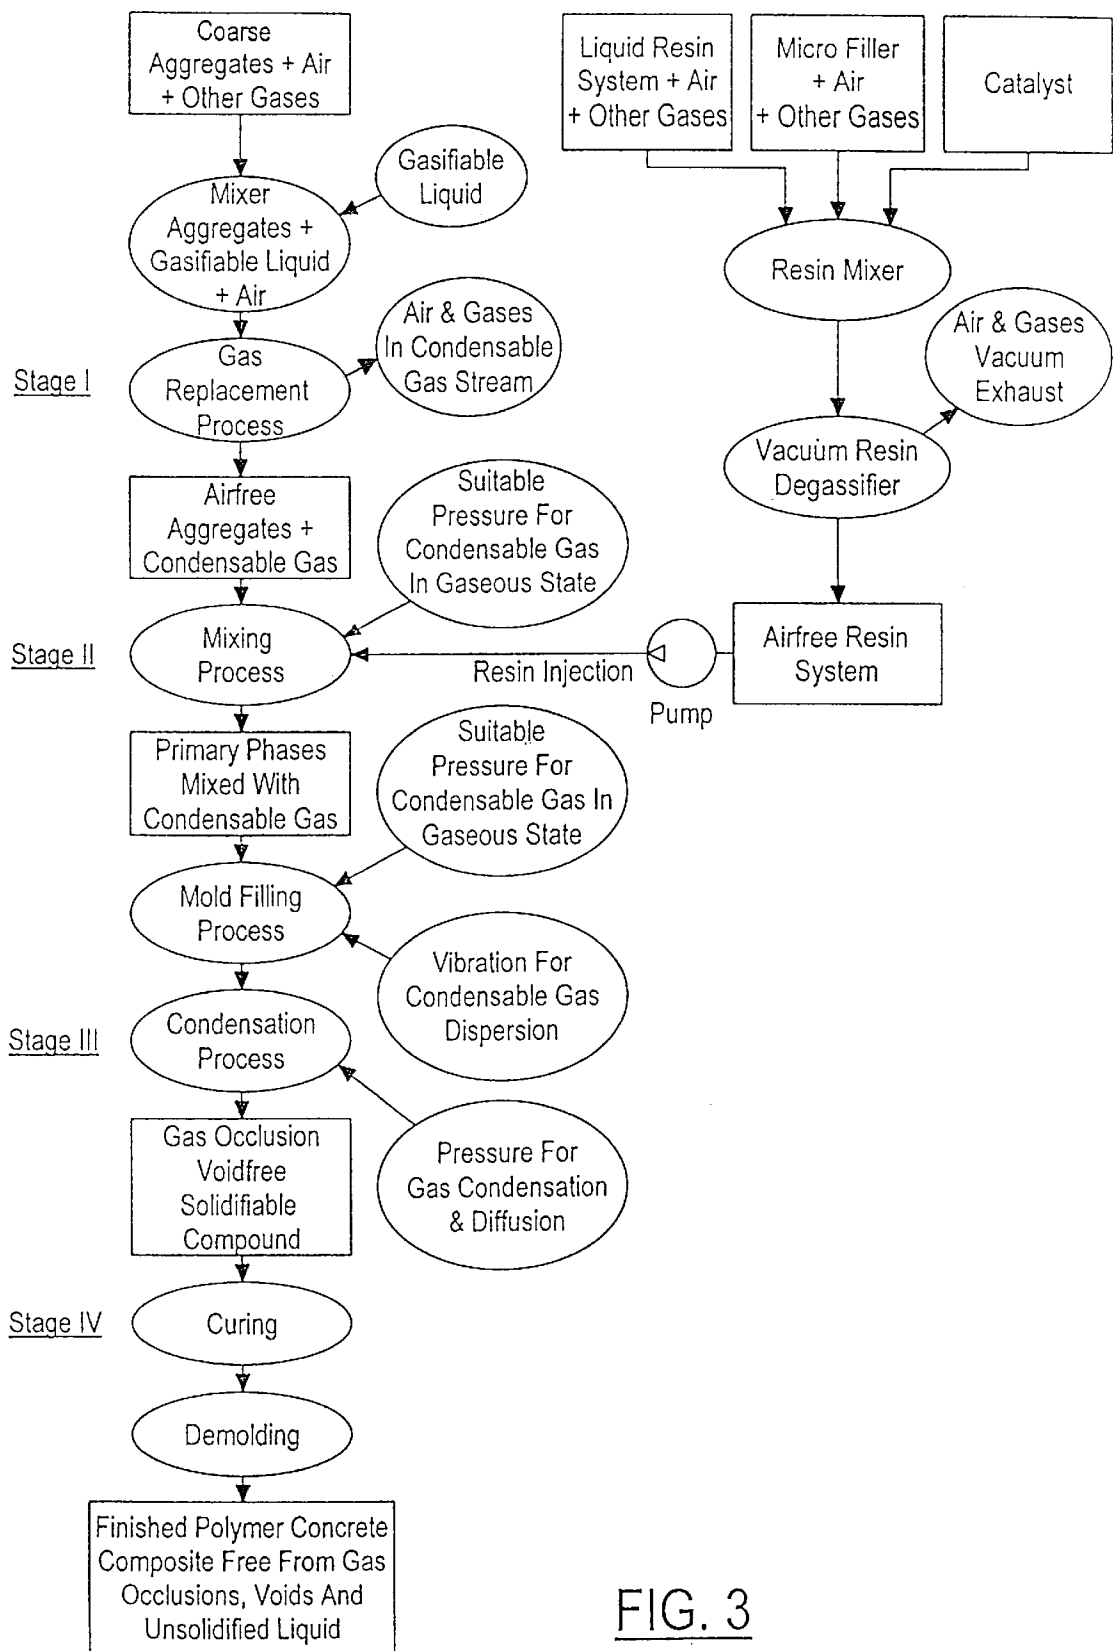 Coarse
Aggregates + Air
+ Other Gases
Liquid Resin
System + Air
+ Other Gases
Micro Filler
+ Air
+ Other Gases
Catalyst
Gasifiable
Liquid
Mixer
Aggregates +
Gasifiable Liquid
+ Air
Resin Mixer
Air & Gases
In Condensable
Gas Stream
Air & Gases
Vacuum
Exhaust
Stage I
Gas
Replacement
Process
Vacuum Resin
Degassifier
Airfree
Aggregates +
Condensable Gas
Suitable
Pressure For
Condensable Gas
In Gaseous State
Stage II
Mixing
Process
Resin Injection
Pump
Airfree Resin
System
Primary Phases
Mixed With
Condensable Gas
Suitable
Pressure For
Condensable Gas In
Gaseous State
Mold Filling
Process
Vibration For
Condensable Gas
Dispersion
Stage III
Condensation
Process
Gas Occlusion
Voidfree
Solidifiable
Compound
Pressure For
Gas Condensation
& Diffusion
Stage IV
Curing
Demolding
Finished Polymer Concrete
Composite Free From Gas
Occlusions, Voids And
Unsolidified Liquid
FIG. 3